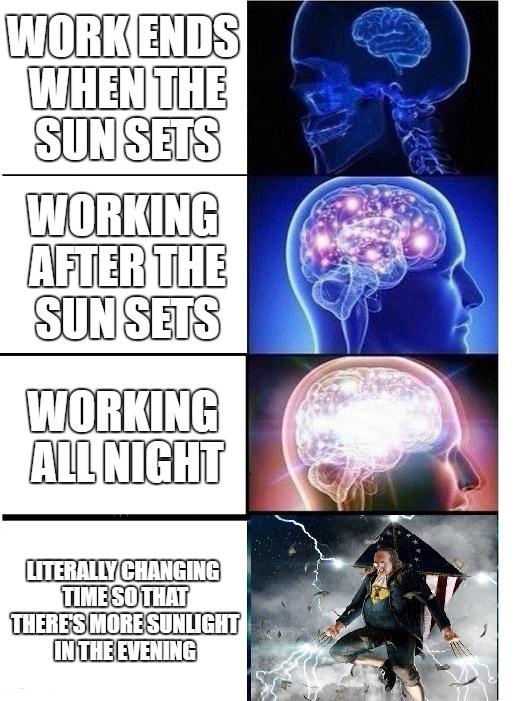 WORK ENDS
WHEN THE
SUN SETS
WORKING
AFTER THE
SUN SETS
WORKING
ALL NIGHT
LITERALLY CHANGING
TIME SO THAT
THERE'S MORE SUNLIGHT
IN THE EVENING